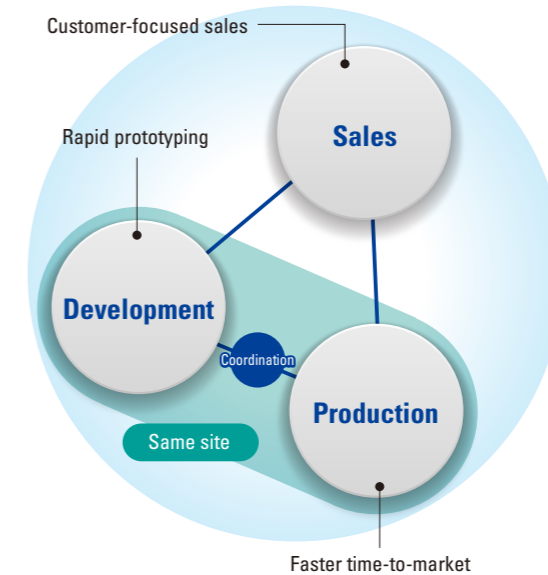 Customer-focused sales
Sales
Rapid prototyping
Development
Coordination
Production
Same site
Faster time-to-market